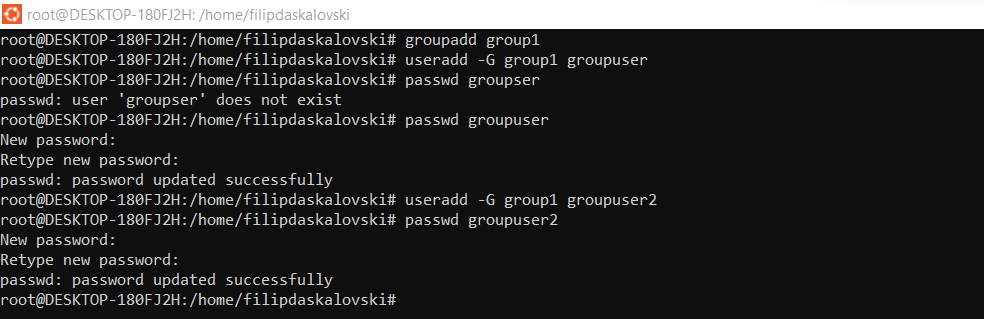 root@DESKTOP-180FJ2H: /home/filipdaskalovski
root@DESKTOP-180FJ2H:/home/filipdaskalovski# groupadd group1
root@DESKTOP-180FJ2H:/home/filipdaskalovski# useradd -G group1 groupuser
root@DESKTOP-180FJ2H:/home/filipdaskalovski# passwd groupser
passwd: user 'groupser' does not exist
root@DESKTOP-180FJ2H:/home/filipdaskalovski# passwd groupuser
New password:
Retype new password:
passwd: password updated successfully
root@DESKTOP-180FJ2H:/home/filipdaskalovski# useradd -G group1 groupuser2
root@DESKTOP-180FJ2H:/home/filipdaskalovski# passwd groupuser2
New password:
Retype new password:
passwd: password updated successfully
root@DESKTOP-180FJ2H:/home/filipdaskalovski#